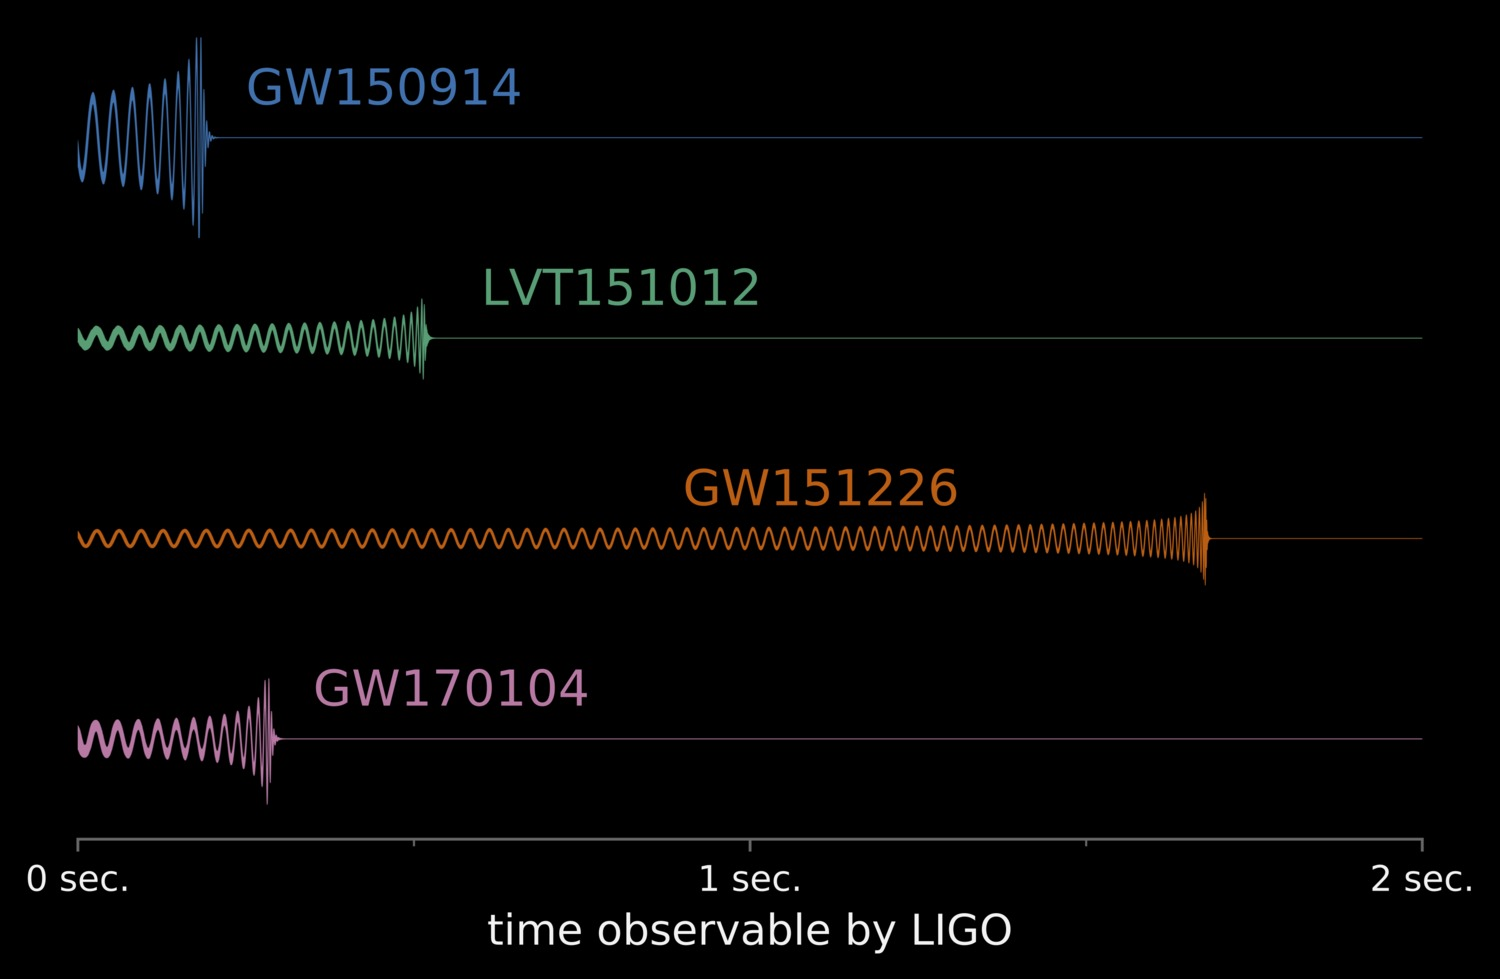 GW150914
LVT151012
GW151226
GW170104
0 sec. 1 sec. 2 sec.
time observable by LIGO